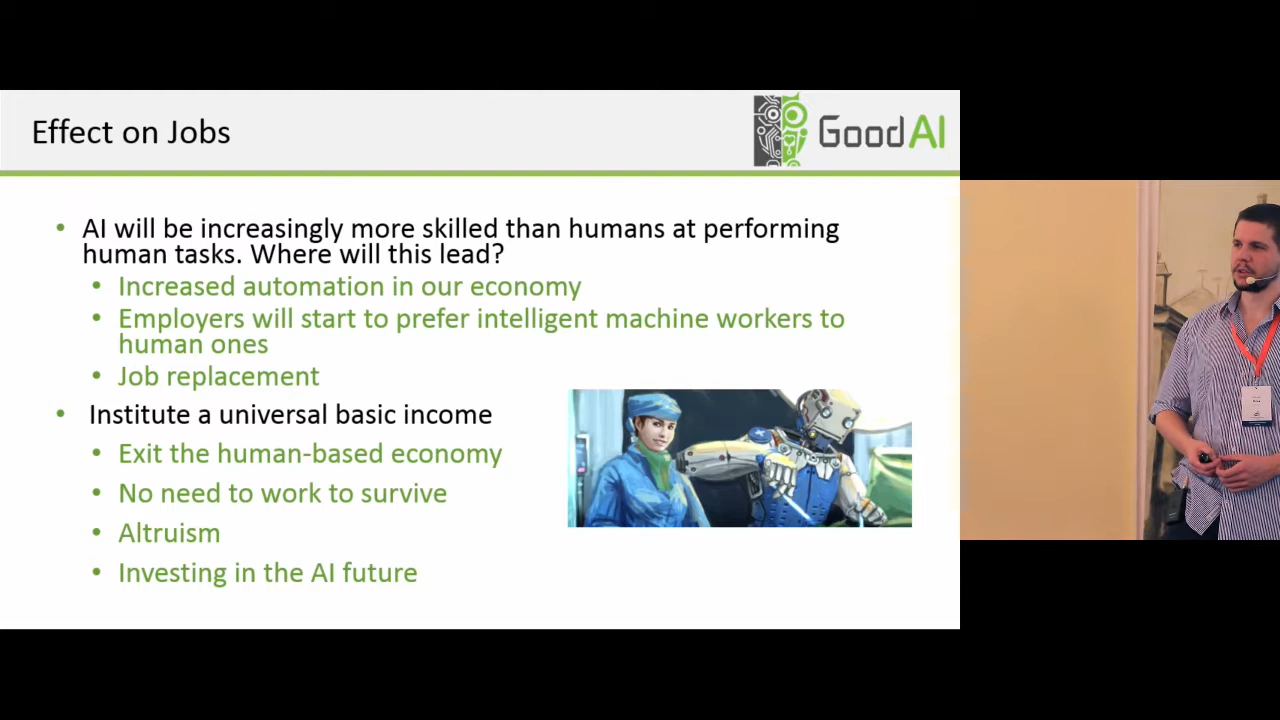 Effect on Jobs
GoodAI
• AI will be increasingly more skilled than humans at performing
human tasks. Where will this lead?
• Increased automation in our economy
• Employers will start to prefer intelligent machine workers to
human ones
• Job replacement
• Institute a universal basic income
• Exit the human-based economy
• No need to work to survive
• Altruism
• Investing in the AI future